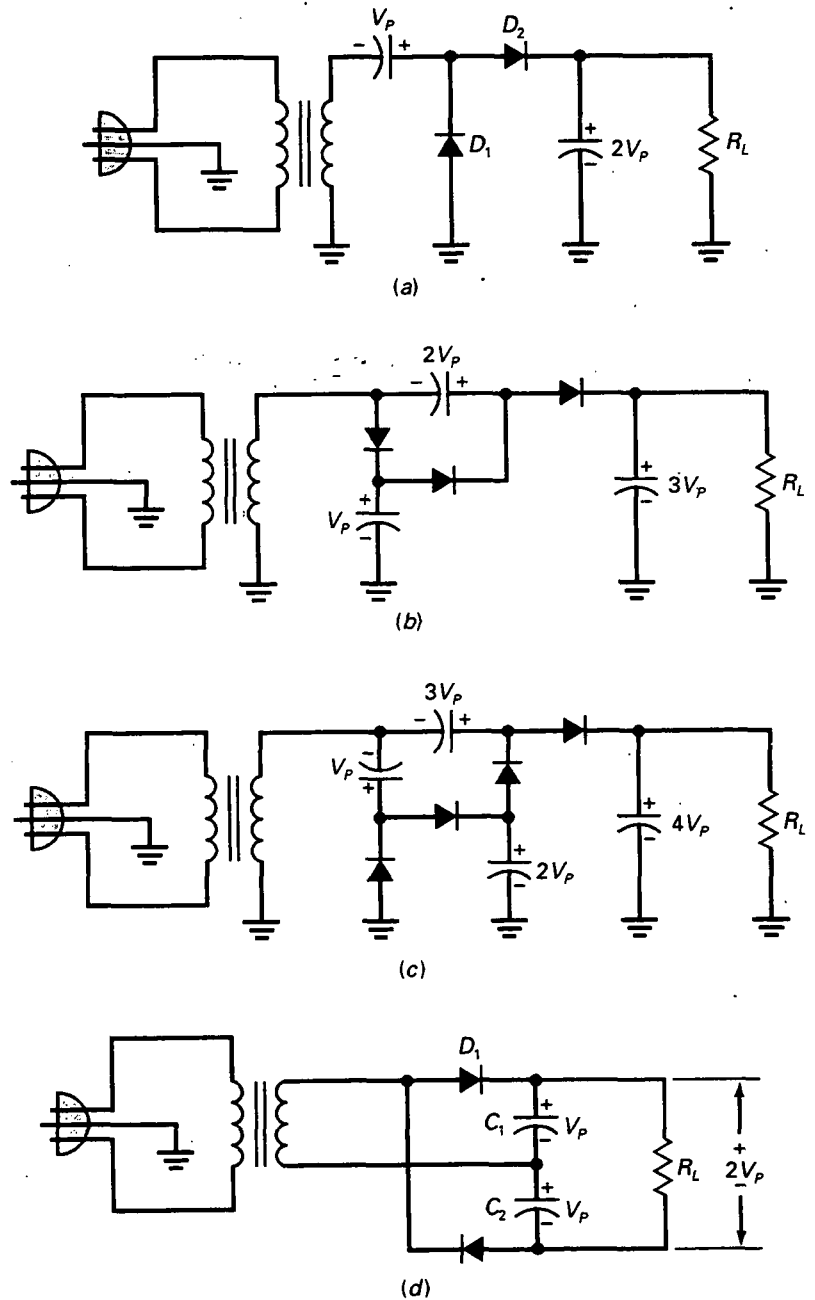 V_P
D_2
− +
D_1
+
−
2V_P
R_L
(a)
2V_P
− +
V_P
+
−
+
−
3V_P
R_L
(b)
3V_P
− +
V_P
−
+
+
−
2V_P
+
−
4V_P
R_L
(c)
D_1
C_1
+
−
V_P
C_2
+
−
V_P
R_L
+
2V_P
−
(d)